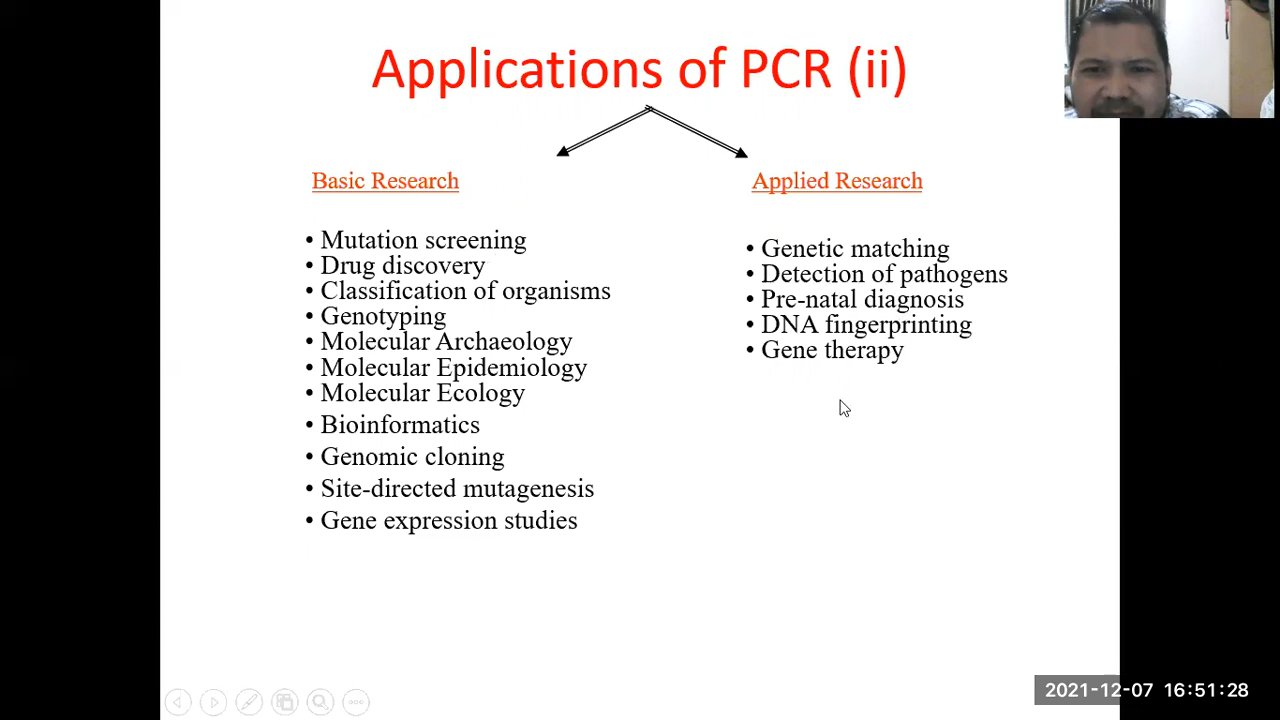 Applications of PCR (ii)
Basic Research
• Mutation screening
• Drug discovery
• Classification of organisms
• Genotyping
• Molecular Archaeology
• Molecular Epidemiology
• Molecular Ecology
• Bioinformatics
• Genomic cloning
• Site-directed mutagenesis
• Gene expression studies
Applied Research
• Genetic matching
• Detection of pathogens
• Pre-natal diagnosis
• DNA fingerprinting
• Gene therapy
2021-12-07 16:51:28